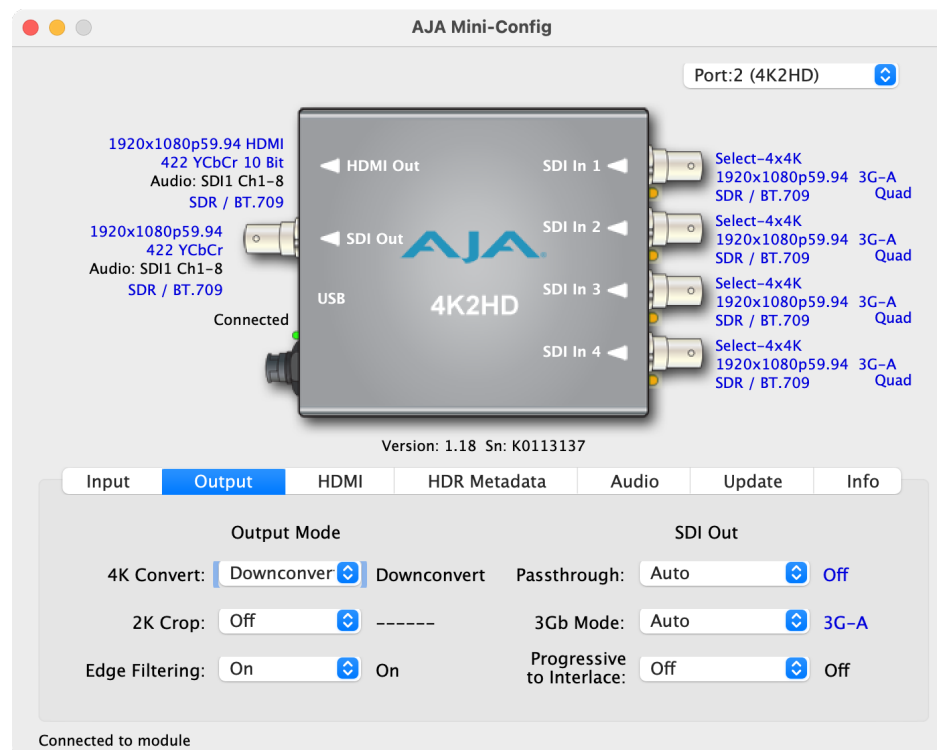 AJA Mini-Config
Port:2 (4K2HD)
1920x1080p59.94 HDMI
422 YCbCr 10 Bit
Audio: SDI1 Ch1-8
SDR / BT.709
1920x1080p59.94
422 YCbCr
Audio: SDI1 Ch1-8
SDR / BT.709
Connected
HDMI Out
SDI Out
USB
AJA
4K2HD
SDI In 1
SDI In 2
SDI In 3
SDI In 4
Select-4x4K
1920x1080p59.94 3G-A
SDR / BT.709 Quad
Select-4x4K
1920x1080p59.94 3G-A
SDR / BT.709 Quad
Select-4x4K
1920x1080p59.94 3G-A
SDR / BT.709 Quad
Select-4x4K
1920x1080p59.94 3G-A
SDR / BT.709 Quad
Version: 1.18 Sn: K0113137
Input Output HDMI HDR Metadata Audio Update Info
Output Mode
4K Convert: Downconver Downconvert
2K Crop: Off ------
Edge Filtering: On On
SDI Out
Passthrough: Auto Off
3Gb Mode: Auto 3G-A
Progressive
to Interlace: Off Off
Connected to module